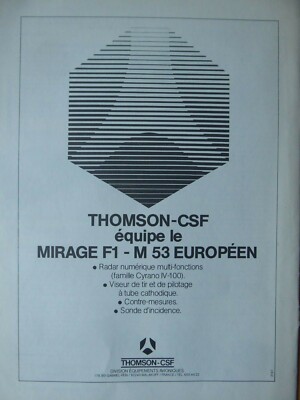 THOMSON-CSF
équipe le
MIRAGE F1 - M 53 EUROPÉEN
• Radar numérique multi-fonctions
(famille Cyrano IV-100).
• Viseur de tir et de pilotage
à tube cathodique.
• Contre-mesures.
• Sonde d'incidence.
THOMSON-CSF
DIVISION ÉQUIPEMENTS AVIONIQUES